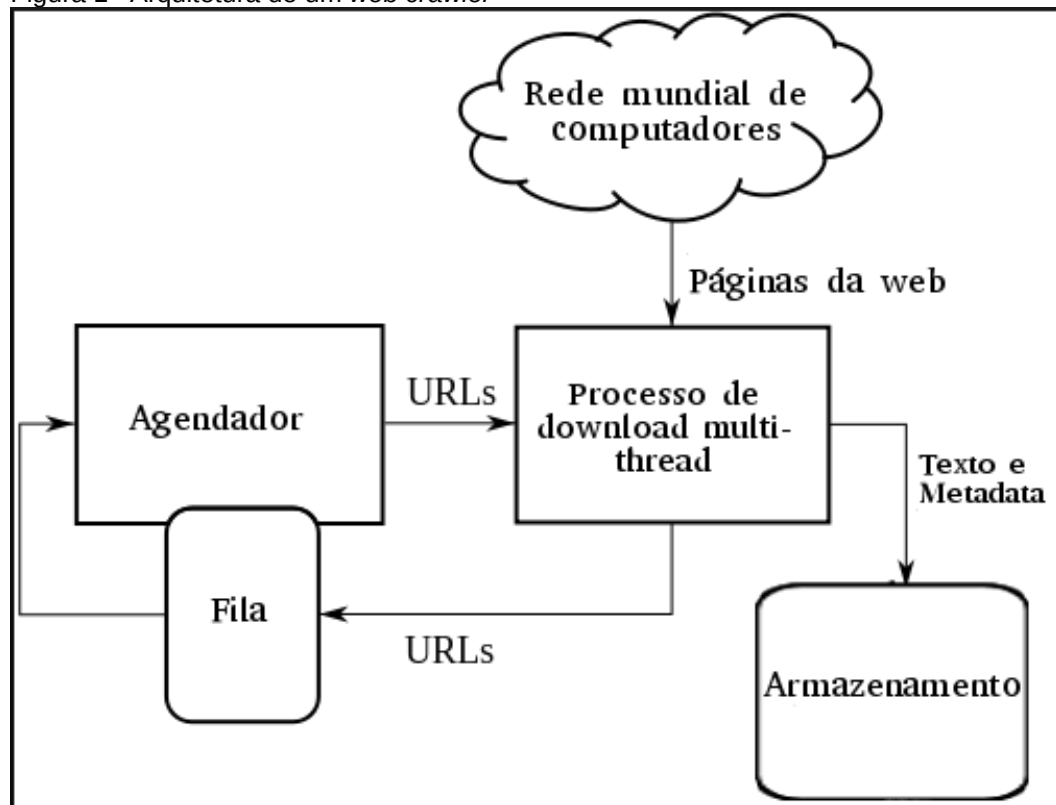 Figura - Arquitetura de um web crawler
Rede mundial de
computadores
Páginas da web
Agendador
URLs
Processo de
download multi-
thread
Texto e
Metadata
Fila
URLs
Armazenamento